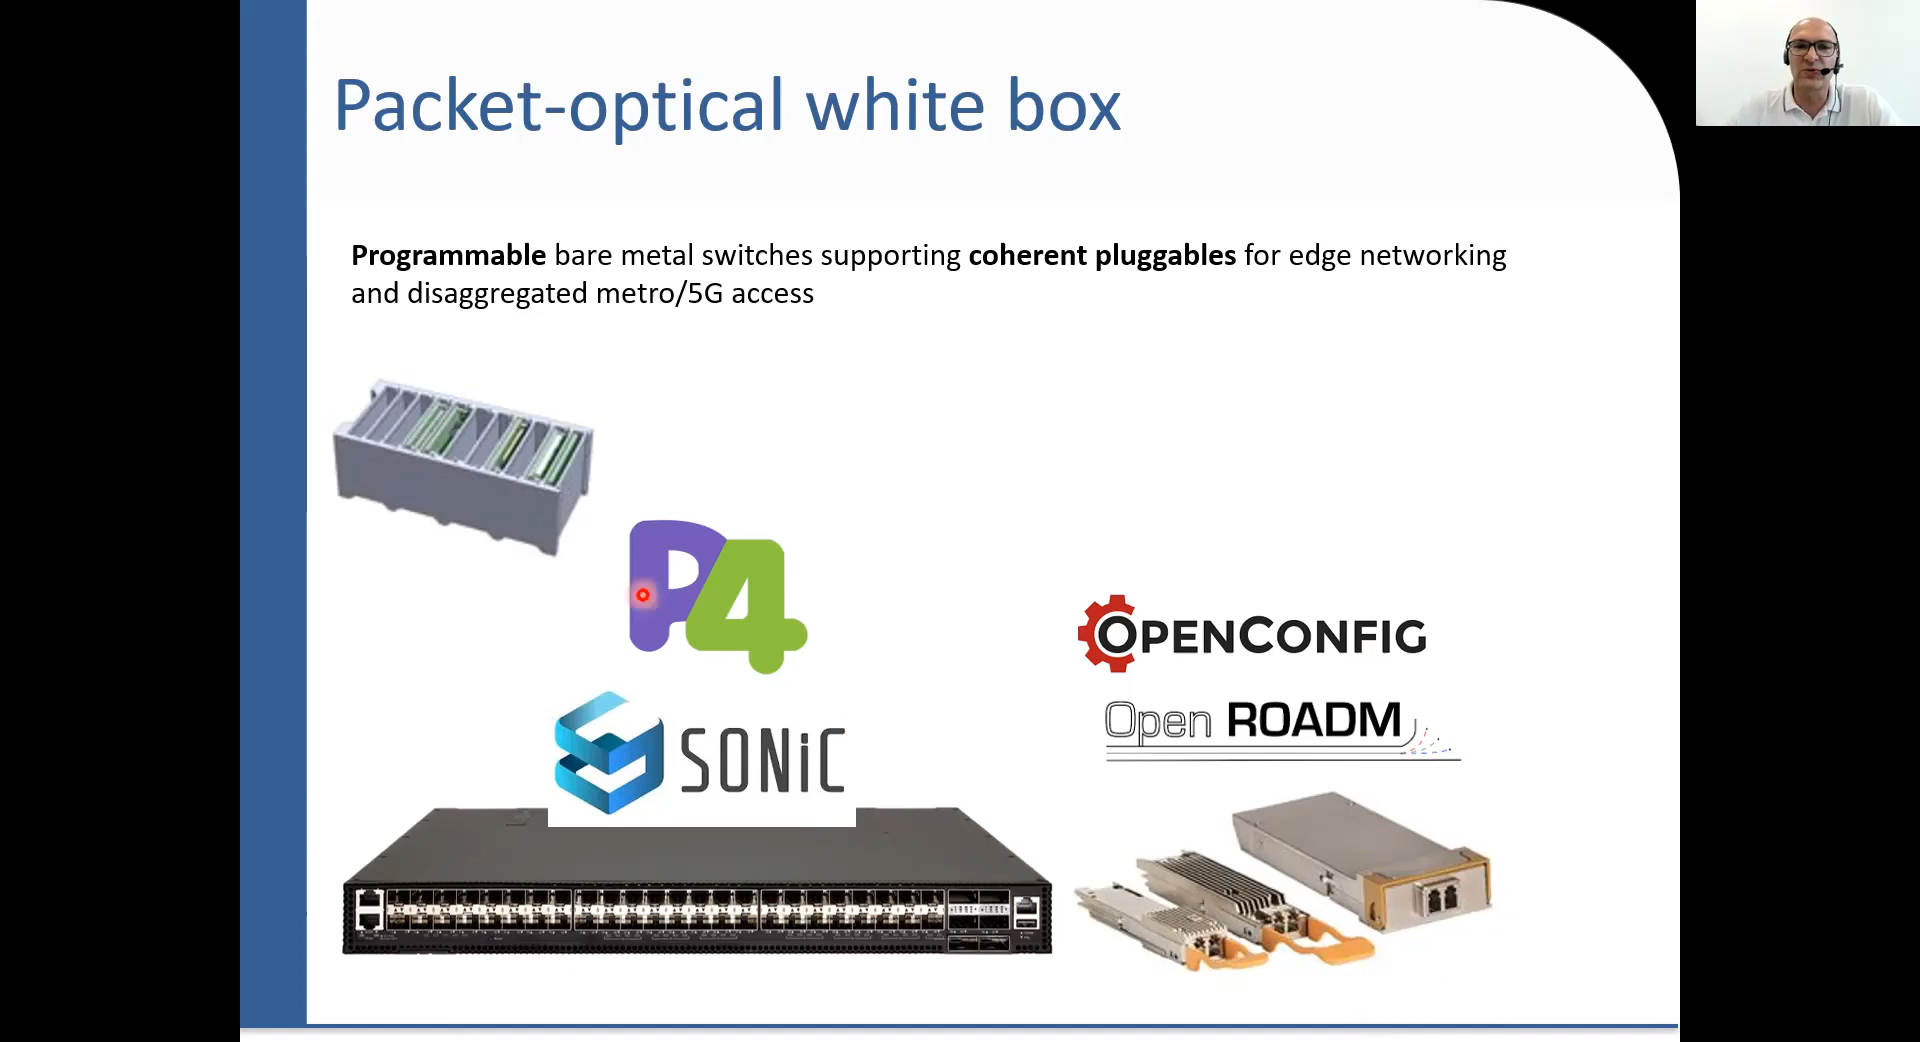 Packet-optical white box
Programmable bare metal switches supporting coherent pluggables for edge networking
and disaggregated metro/5G access
P4
OPENCONFIG
Open ROADM
SONiC